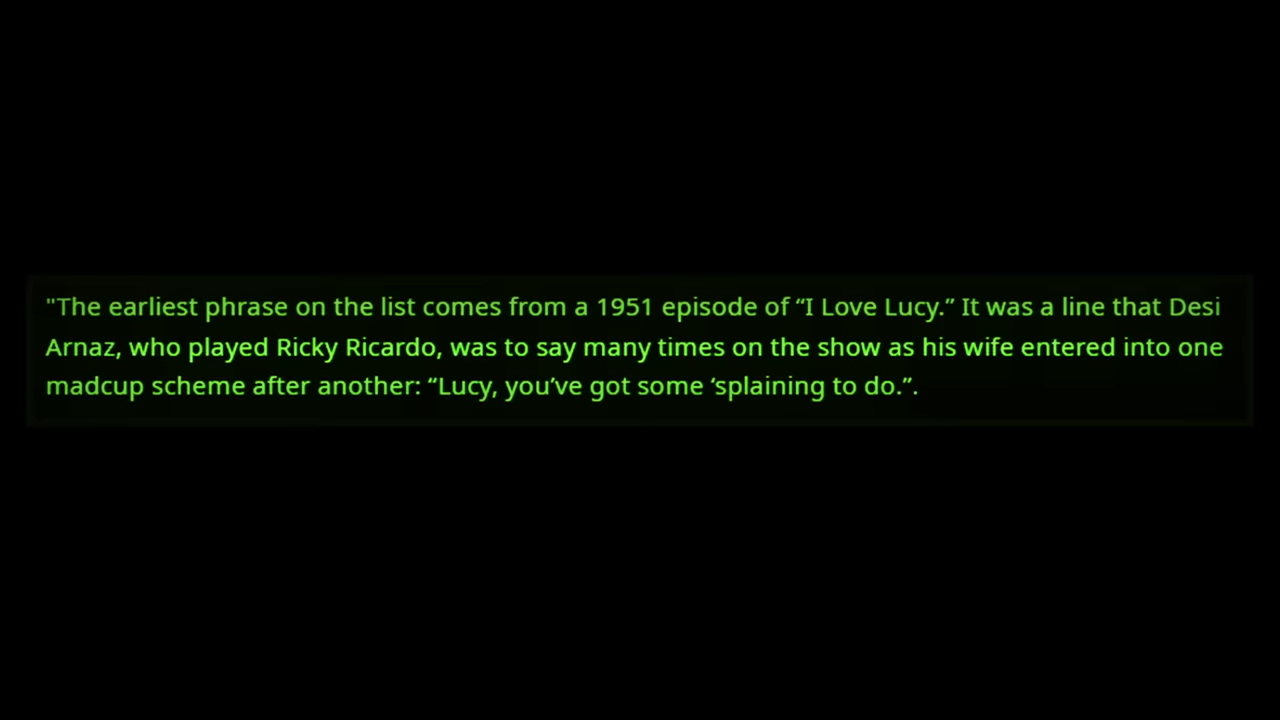 "The earliest phrase on the list comes from a 1951 episode of “I Love Lucy.” It was a line that Desi
Arnaz, who played Ricky Ricardo, was to say many times on the show as his wife entered into one
madcup scheme after another: “Lucy, you’ve got some ‘splaining to do.”.